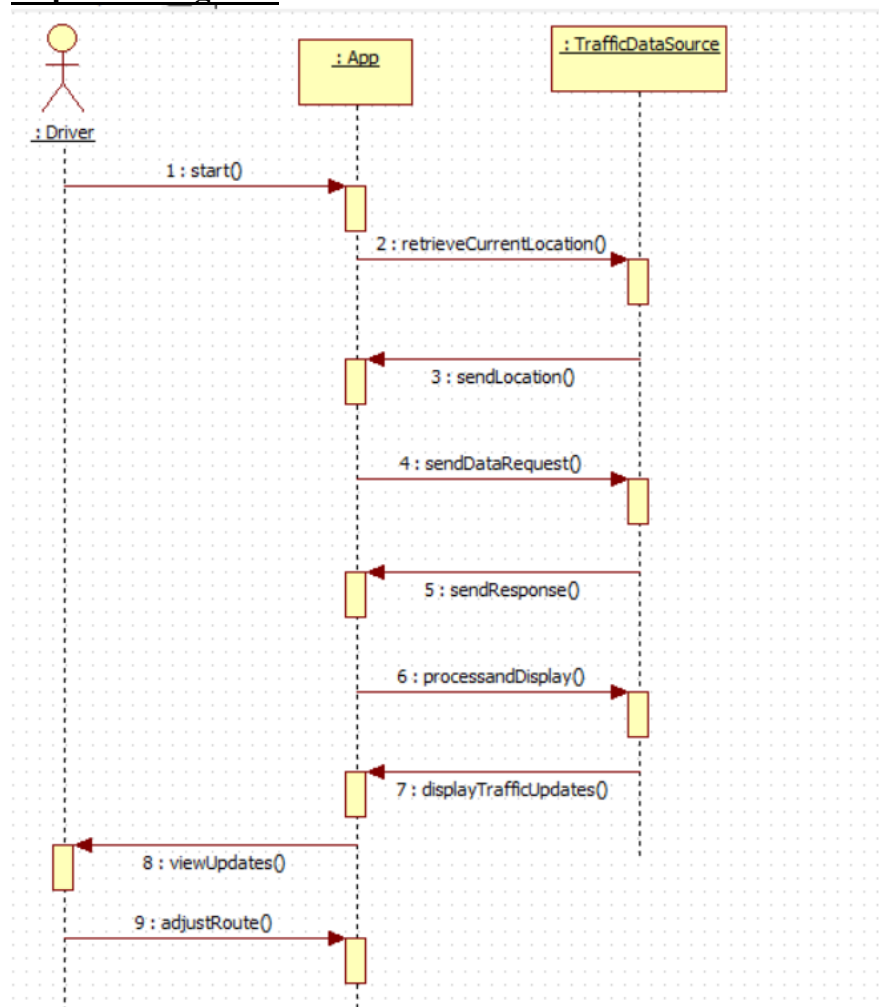 : App
: TrafficDataSource
: Driver
1 : start()
2 : retrieveCurrentLocation()
3 : sendLocation()
4 : sendDataRequest()
5 : sendResponse()
6 : processandDisplay()
7 : displayTrafficUpdates()
8 : viewUpdates()
9 : adjustRoute()